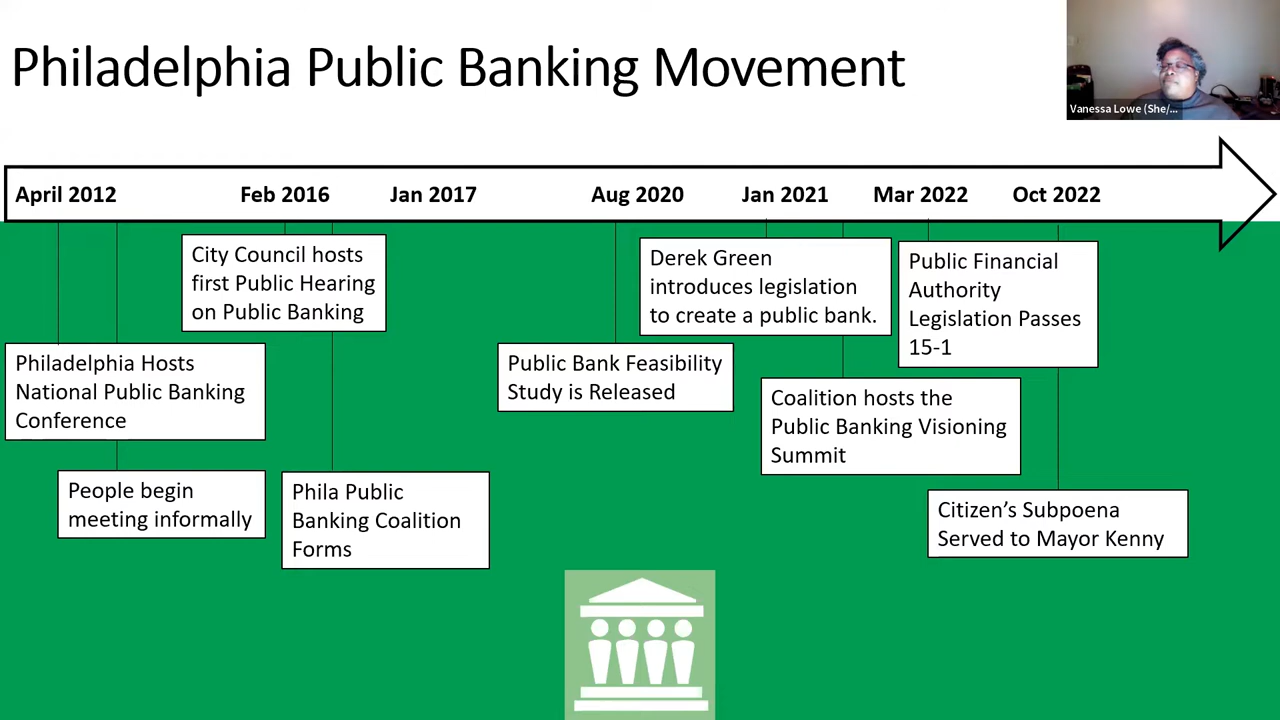 Philadelphia Public Banking Movement
Vanessa Lowe (She/...
April 2012
Feb 2016
Jan 2017
Aug 2020
Jan 2021
Mar 2022
Oct 2022
City Council hosts
first Public Hearing
on Public Banking
Derek Green
introduces legislation
to create a public bank.
Public Financial
Authority
Legislation Passes
15-1
Philadelphia Hosts
National Public Banking
Conference
Public Bank Feasibility
Study is Released
Coalition hosts the
Public Banking Visioning
Summit
People begin
meeting informally
Phila Public
Banking Coalition
Forms
Citizen’s Subpoena
Served to Mayor Kenny